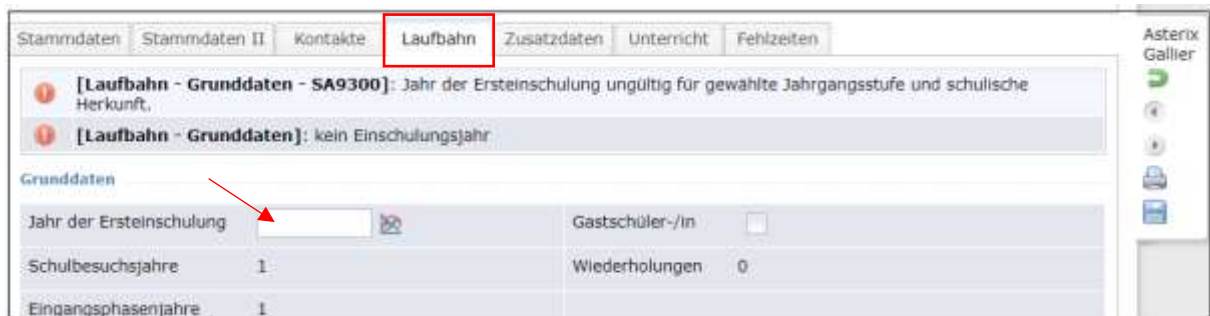 Stammdaten Stammdaten II Kontakte Laufbahn Zusatzdaten Unterricht Fehlzeiten
Asterix
Gallier
[Laufbahn - Grunddaten - SA9300]: Jahr der Ersteinschulung ungültig für gewählte Jahrgangsstufe und schulische
Herkunft.
[Laufbahn - Grunddaten]: kein Einschulungsjahr
Grunddaten
Jahr der Ersteinschulung Gastschüler-/in
Schulbesuchsjahre 1 Wiederholungen 0
Eingangsphasenjahre 1